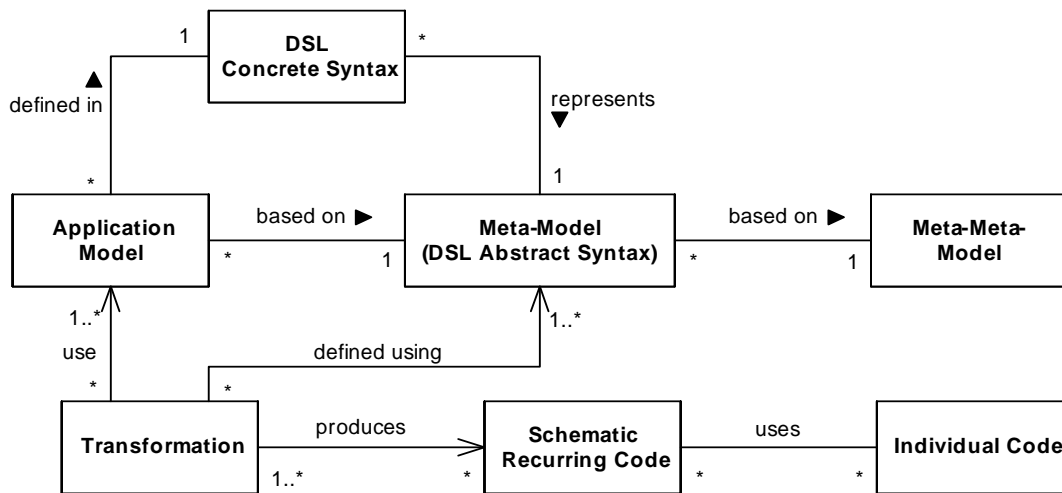 1
DSL
Concrete Syntax
*
defined in
represents
*
1
Application
Model
based on
*
1
Meta-Model
(DSL Abstract Syntax)
based on
*
1
Meta-Meta-
Model
1..*
use
*
1..*
defined using
*
Transformation
produces
1..*
*
Schematic
Recurring Code
uses
*
*
Individual Code